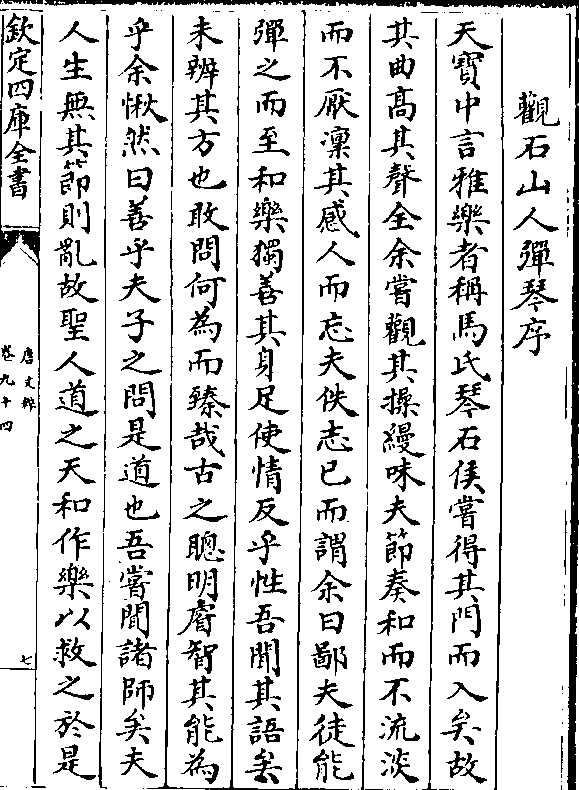 觀石山人彈琴序
天寳中言雅樂者稱馬氏琴石侯嘗得其門而入矣故
其曲髙其聲全余嘗觀其操縵味夫節奏和而不流淡
而不厭凜其感人而忘夫佚志已而謂余曰鄙夫徒能
彈之而至和樂獨善其身足使情反乎性吾聞其語矣
未辨其方也敢問何為而臻哉古之聰明睿智其能為
乎余愀然曰善乎夫子之問是道也吾嘗聞諸師矣夫
人生無其節則亂故聖人道之天和作樂以救之於是
欽定四庫全書
唐文粹
卷九十四
七